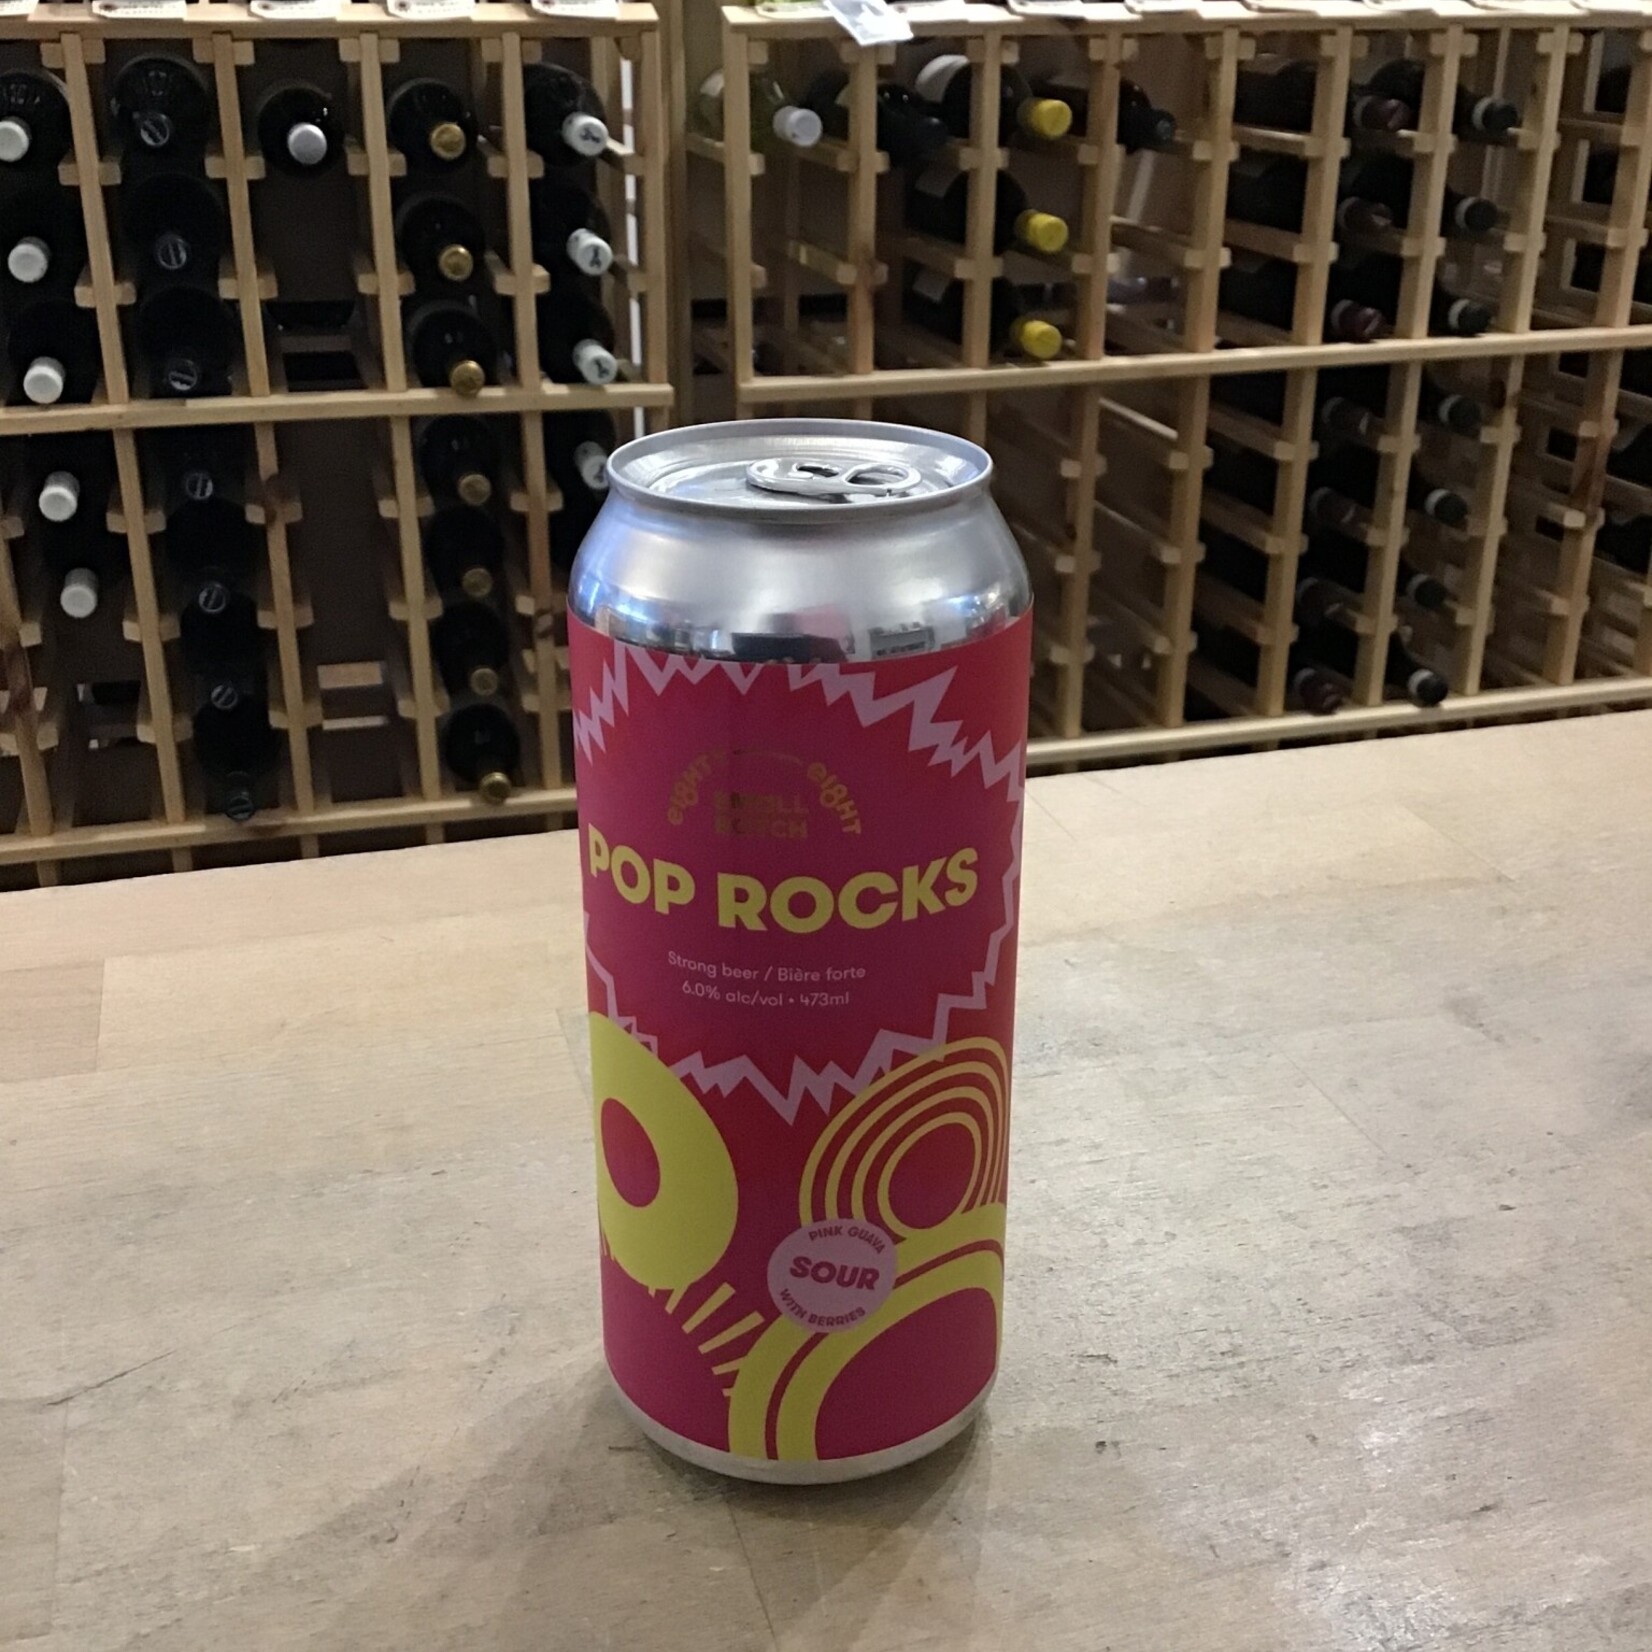 eigHTY eigHT
SMALL
BATCH
POP ROCKS
Strong beer / Bière forte
6.0% alc/vol • 473ml
PINK GUAVA
SOUR
WITH BERRIES